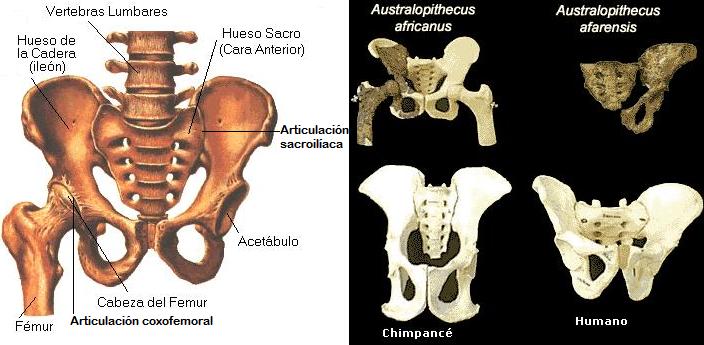 Vertebras Lumbares
Hueso de
la Cadera
(ileón)
Hueso Sacro
(Cara Anterior)
Articulación
sacroilíaca
Acetábulo
Cabeza del Femur
Articulación coxofemoral
Fémur
Australopithecus
africanus
Australopithecus
afarensis
Chimpancé
Humano